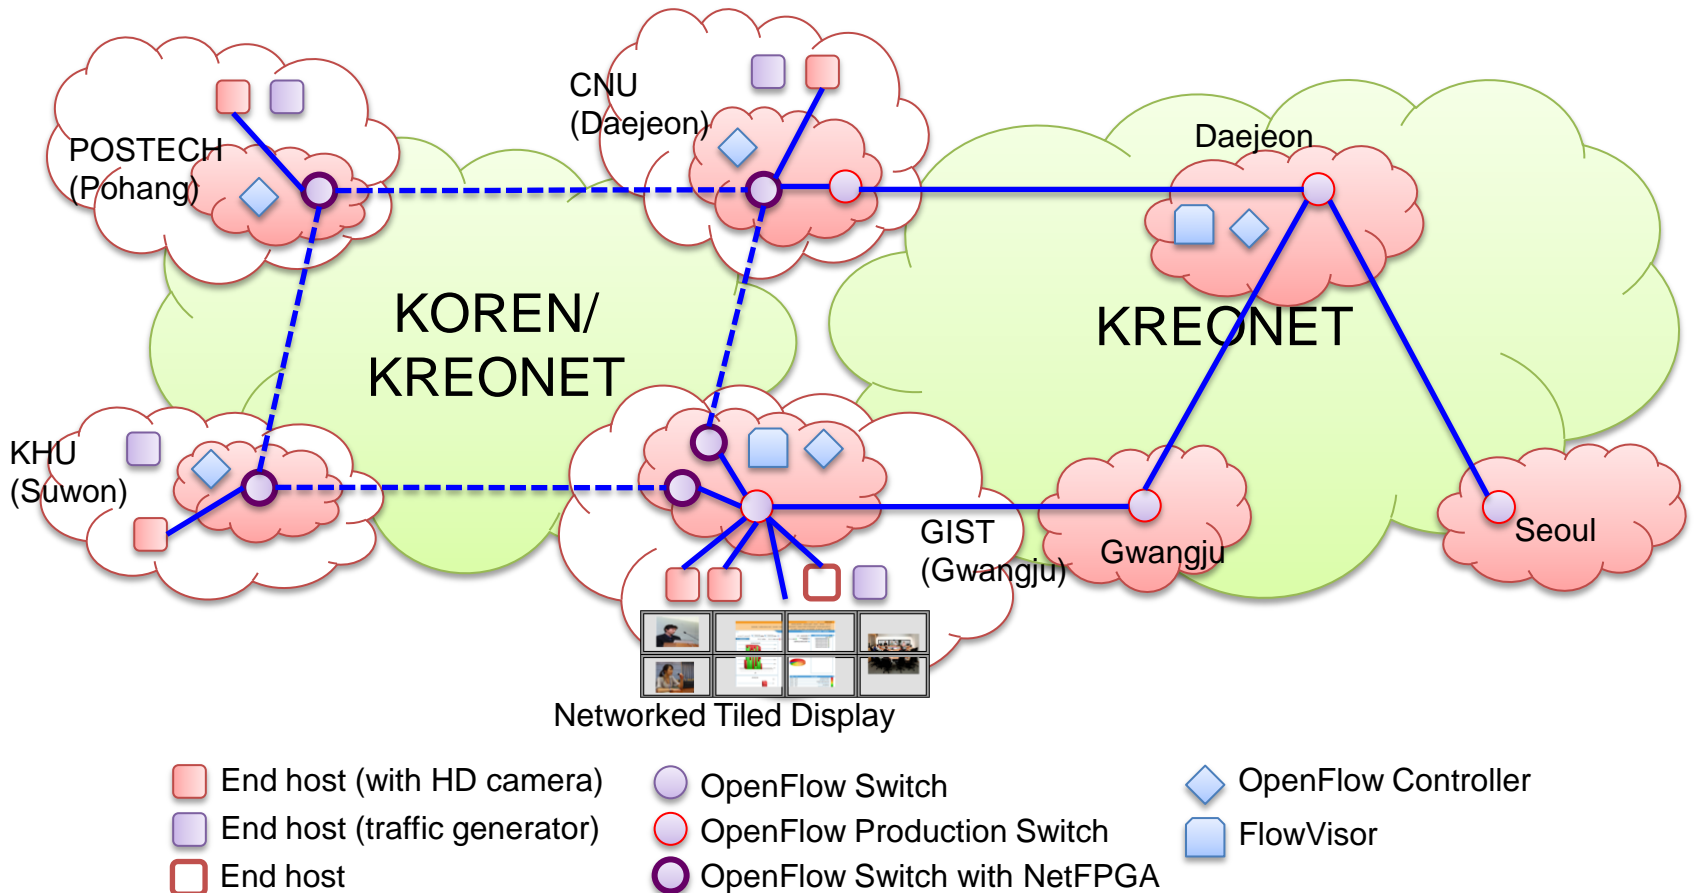 CNU
(Daejeon)
Daejeon
POSTECH
(Pohang)
KOREN/
KREONET
KREONET
KHU
(Suwon)
GIST
(Gwangju)
Gwangju
Seoul
Networked Tiled Display
End host (with HD camera)
OpenFlow Switch
OpenFlow Controller
End host (traffic generator)
OpenFlow Production Switch
FlowVisor
End host
OpenFlow Switch with NetFPGA